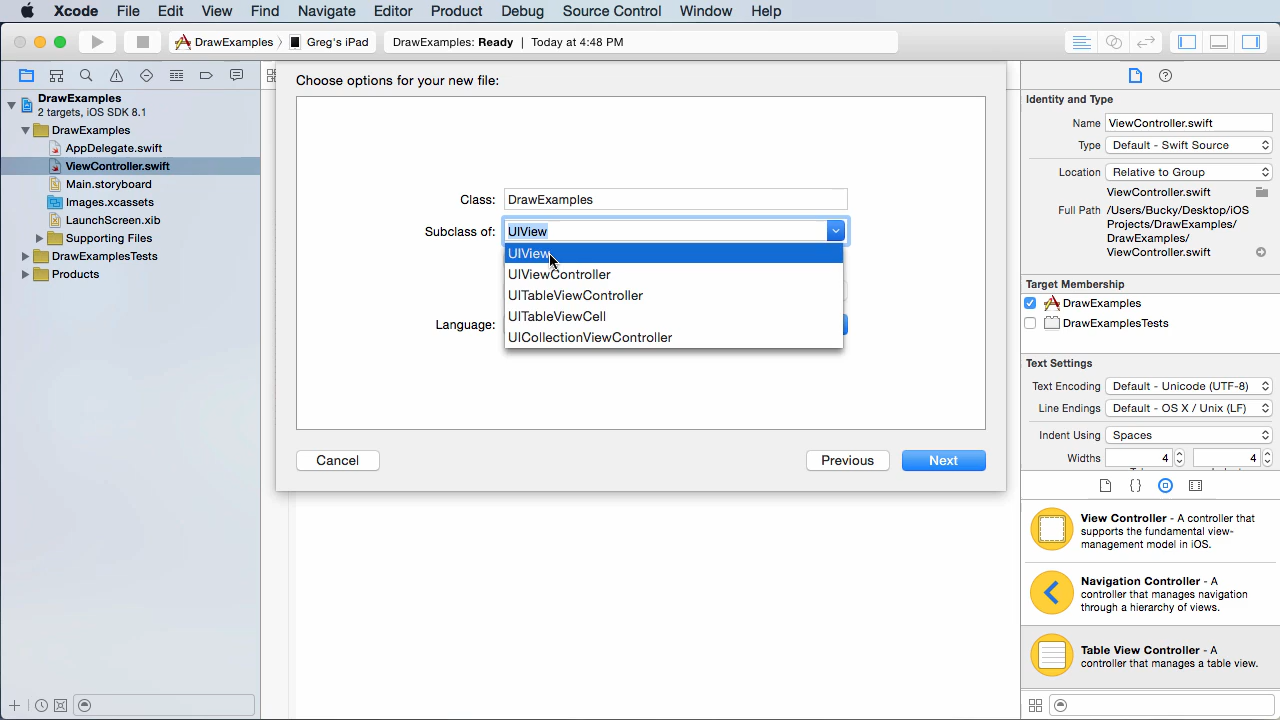 Xcode File Edit View Find Navigate Editor Product Debug Source Control Window Help
DrawExamples Greg's iPad
DrawExamples: Ready | Today at 4:48 PM
DrawExamples
2 targets, iOS SDK 8.1
DrawExamples
AppDelegate.swift
ViewController.swift
Main.storyboard
Images.xcassets
LaunchScreen.xib
Supporting Files
DrawExamplesTests
Products
Choose options for your new file:
Class: DrawExamples
Subclass of: UIView
UIView
UIViewController
UITableViewController
UITableViewCell
UICollectionViewController
Language:
Cancel
Previous
Next
Identity and Type
Name ViewController.swift
Type Default - Swift Source
Location Relative to Group
ViewController.swift
Full Path /Users/Bucky/Desktop/iOS
Projects/DrawExamples/
DrawExamples/
ViewController.swift
Target Membership
DrawExamples
DrawExamplesTests
Text Settings
Text Encoding Default - Unicode (UTF-8)
Line Endings Default - OS X / Unix (LF)
Indent Using Spaces
Widths 4 4
{ }
View Controller - A controller that
supports the fundamental view-
management model in iOS.
Navigation Controller - A
controller that manages navigation
through a hierarchy of views.
Table View Controller - A
controller that manages a table view.